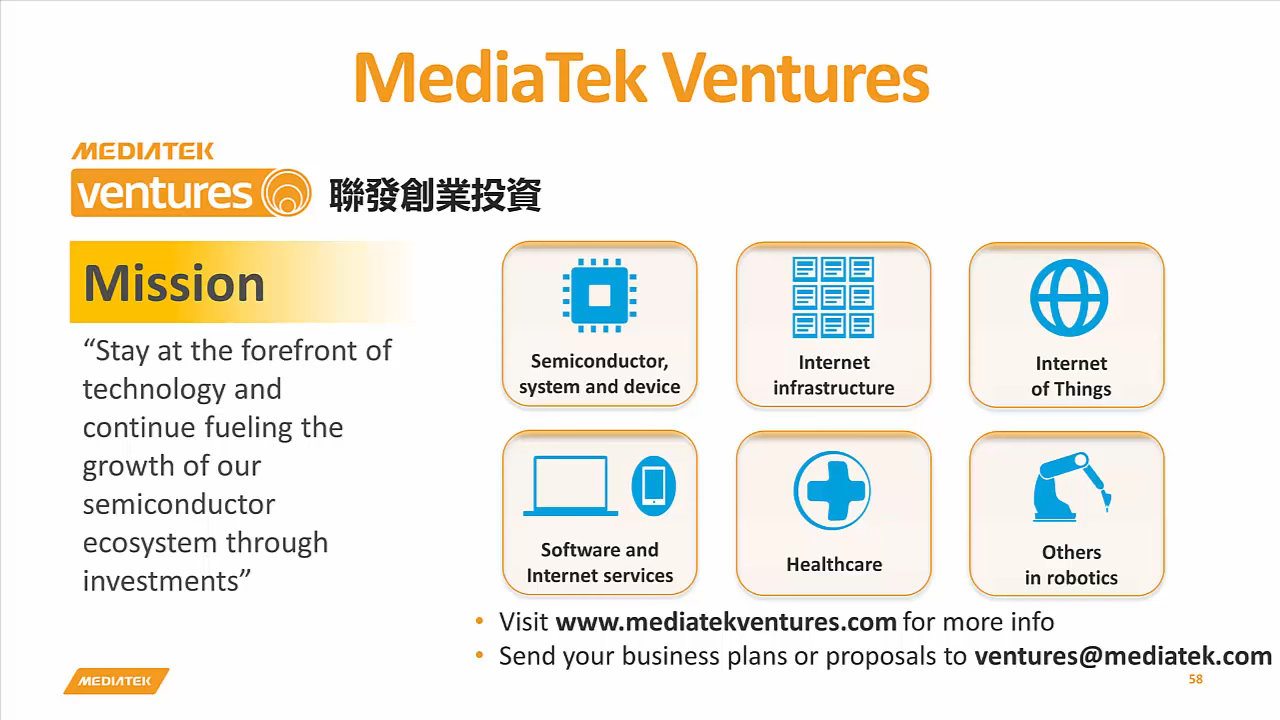 MediaTek Ventures
MEDIATEK
ventures 聯發創業投資
Mission
“Stay at the forefront of
technology and
continue fueling the
growth of our
semiconductor
ecosystem through
investments”
Semiconductor,
system and device
Internet
infrastructure
Internet
of Things
Software and
Internet services
Healthcare
Others
in robotics
• Visit www.mediatekventures.com for more info
• Send your business plans or proposals to ventures@mediatek.com
MEDIATEK
58